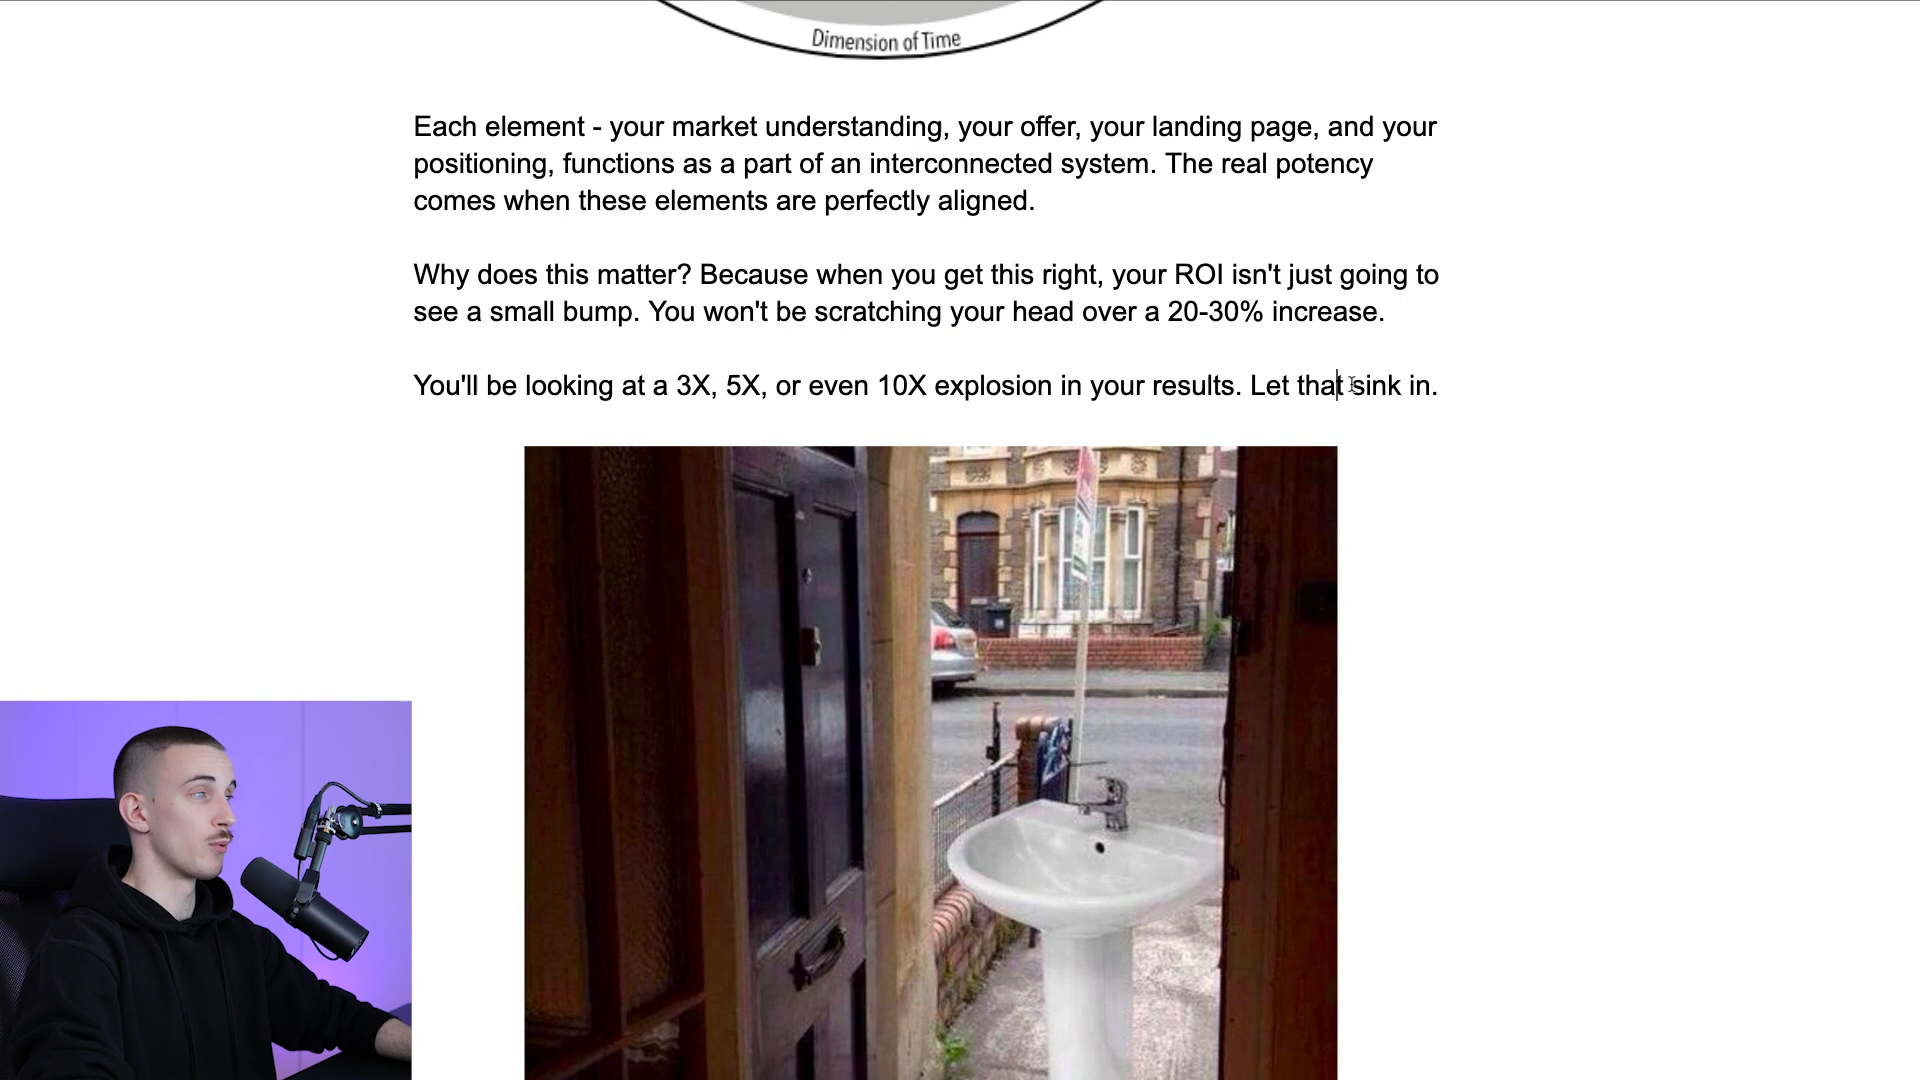 Dimension of Time
Each element - your market understanding, your offer, your landing page, and your
positioning, functions as a part of an interconnected system. The real potency
comes when these elements are perfectly aligned.
Why does this matter? Because when you get this right, your ROI isn't just going to
see a small bump. You won't be scratching your head over a 20-30% increase.
You'll be looking at a 3X, 5X, or even 10X explosion in your results. Let that sink in.